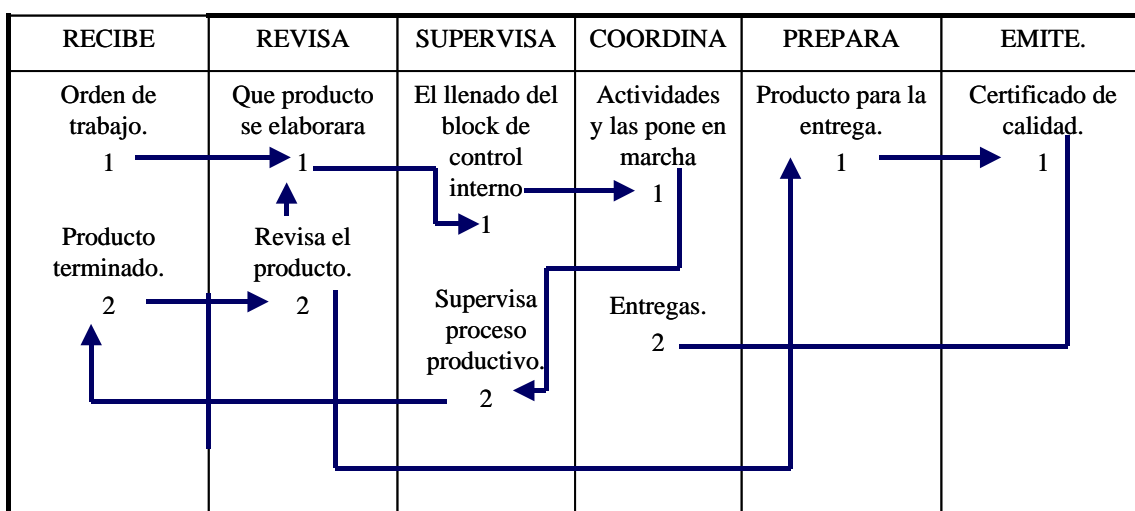 RECIBE
REVISA
SUPERVISA
COORDINA
PREPARA
EMITE.
Orden de
trabajo.
1
Que producto
se elaborara
1
El llenado del
block de
control
interno
1
Actividades
y las pone en
marcha
1
Producto para la
entrega.
1
Certificado de
calidad.
1
Producto
terminado.
2
Revisa el
producto.
2
Supervisa
proceso
productivo.
2
Entregas.
2